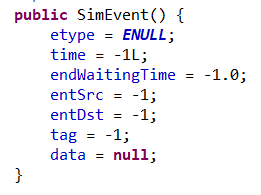 public SimEvent() {
    etype = ENULL;
    time = -1L;
    endWaitingTime = -1.0;
    entSrc = -1;
    entDst = -1;
    tag = -1;
    data = null;
}